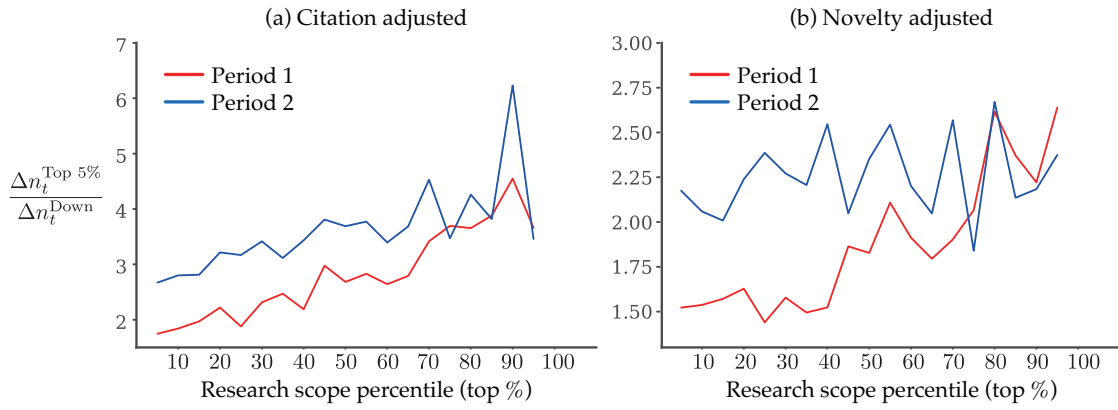 (a) Citation adjusted
7
6
5
4
3
2
Period 1
Period 2
Δn_t^Top 5%
Δn_t^Down
10 20 30 40 50 60 70 80 90 100
Research scope percentile (top %)
(b) Novelty adjusted
3.00
2.75
2.50
2.25
2.00
1.75
1.50
Period 1
Period 2
10 20 30 40 50 60 70 80 90 100
Research scope percentile (top %)